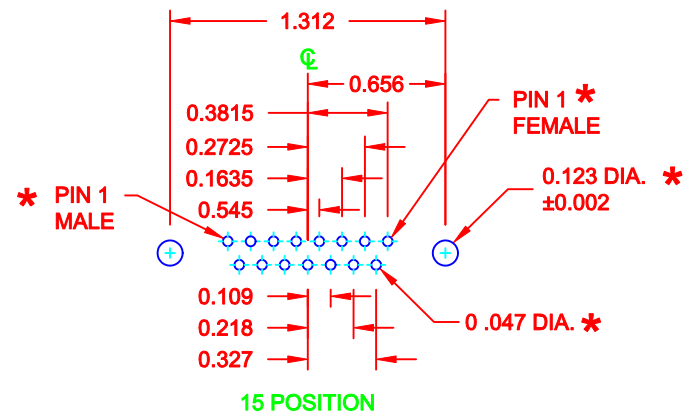 1.312
℄
0.656
0.3815
PIN 1 *
FEMALE
0.2725
0.1635
0.123 DIA. *
±0.002
* PIN 1
MALE
0.545
0.109
0.218
0 .047 DIA. *
0.327
15 POSITION